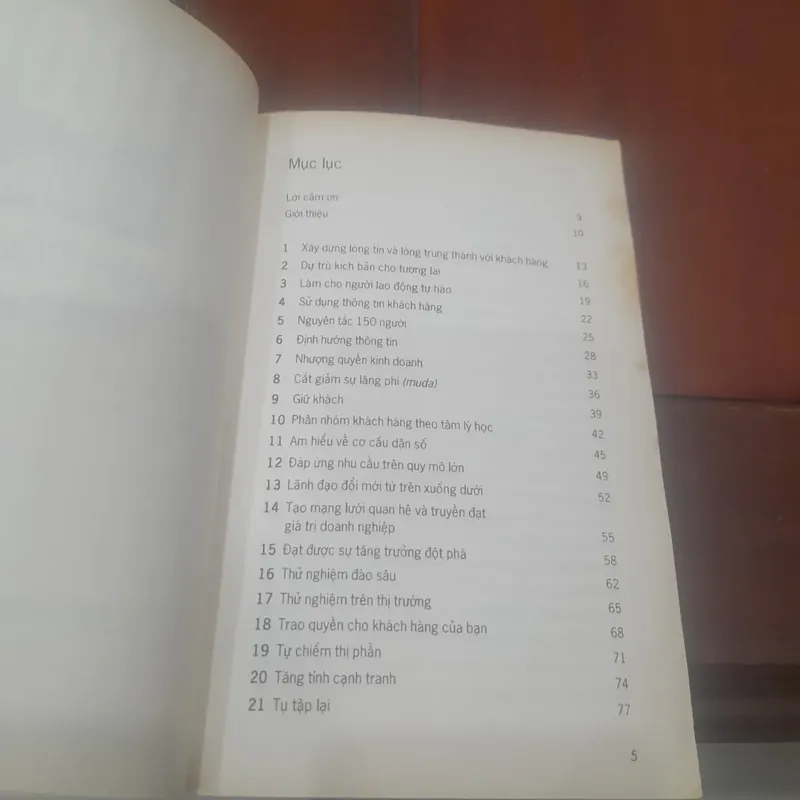 Mục lục
Lời cảm ơn 9
Giới thiệu 10
1 Xây dựng lòng tin và lòng trung thành với khách hàng 13
2 Dự trù kịch bản cho tương lai 16
3 Làm cho người lao động tự hào 19
4 Sử dụng thông tin khách hàng 22
5 Nguyên tắc 150 người 25
6 Định hướng thông tin 28
7 Nhượng quyền kinh doanh 33
8 Cắt giảm sự lãng phí (muda) 36
9 Giữ khách 39
10 Phân nhóm khách hàng theo tâm lý học 42
11 Am hiểu về cơ cấu dân số 45
12 Đáp ứng nhu cầu trên quy mô lớn 49
13 Lãnh đạo đổi mới từ trên xuống dưới 52
14 Tạo mạng lưới quan hệ và truyền đạt
giá trị doanh nghiệp 55
15 Đạt được sự tăng trưởng đột phá 58
16 Thử nghiệm đào sâu 62
17 Thử nghiệm trên thị trường 65
18 Trao quyền cho khách hàng của bạn 68
19 Tự chiếm thị phần 71
20 Tăng tính cạnh tranh 74
21 Tụ tập lại 77
5